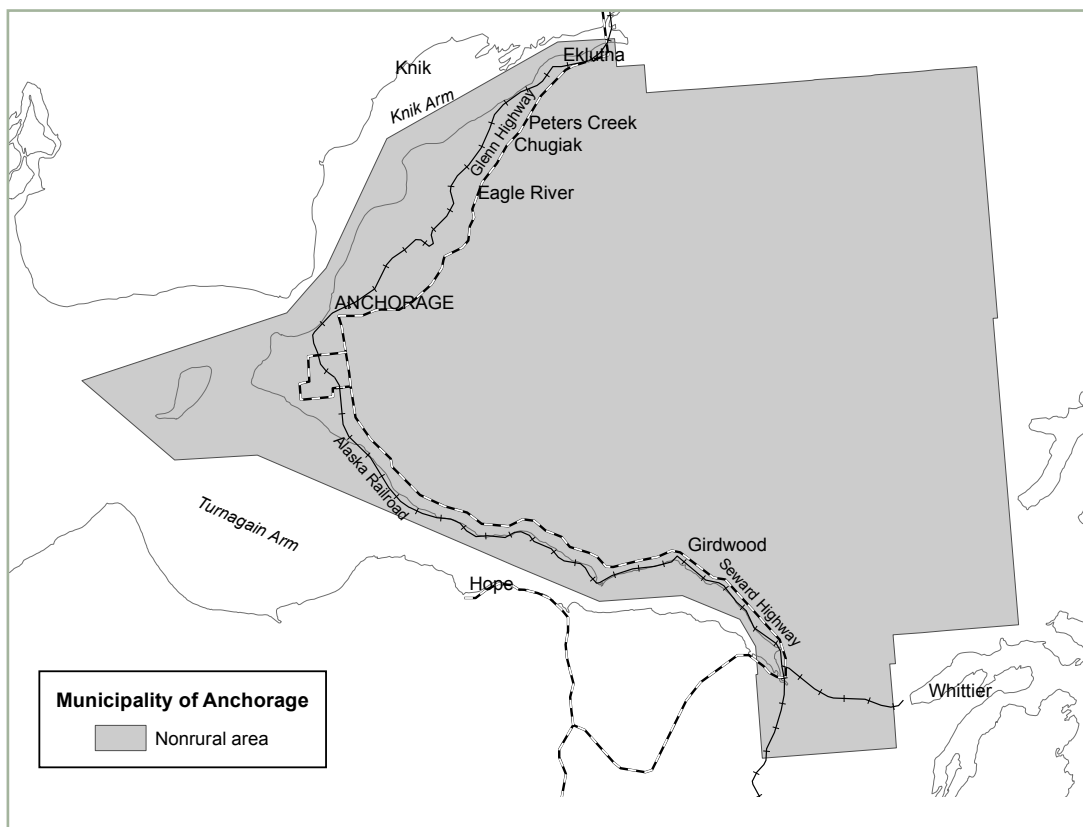 Eklutha
Knik
Knik Arm
Glenn Highway
Peters Creek
Chugiak
Eagle River
ANCHORAGE
Alaska Railroad
Turnagain Arm
Girdwood
Seward Highway
Hope
Whittier
Municipality of Anchorage
Nonrural area